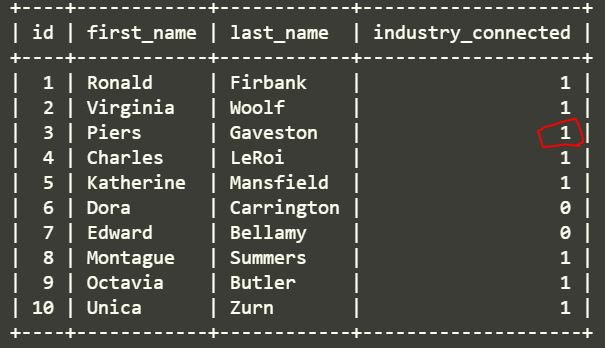 +----+------------+------------+--------------------+
| id | first_name | last_name | industry_connected |
+----+------------+------------+--------------------+
| 1 | Ronald | Firbank | 1 |
| 2 | Virginia | Woolf | 1 |
| 3 | Piers | Gaveston | 1 |
| 4 | Charles | LeRoi | 1 |
| 5 | Katherine | Mansfield | 1 |
| 6 | Dora | Carrington | 0 |
| 7 | Edward | Bellamy | 0 |
| 8 | Montague | Summers | 1 |
| 9 | Octavia | Butler | 1 |
| 10 | Unica | Zurn | 1 |
+----+------------+------------+--------------------+